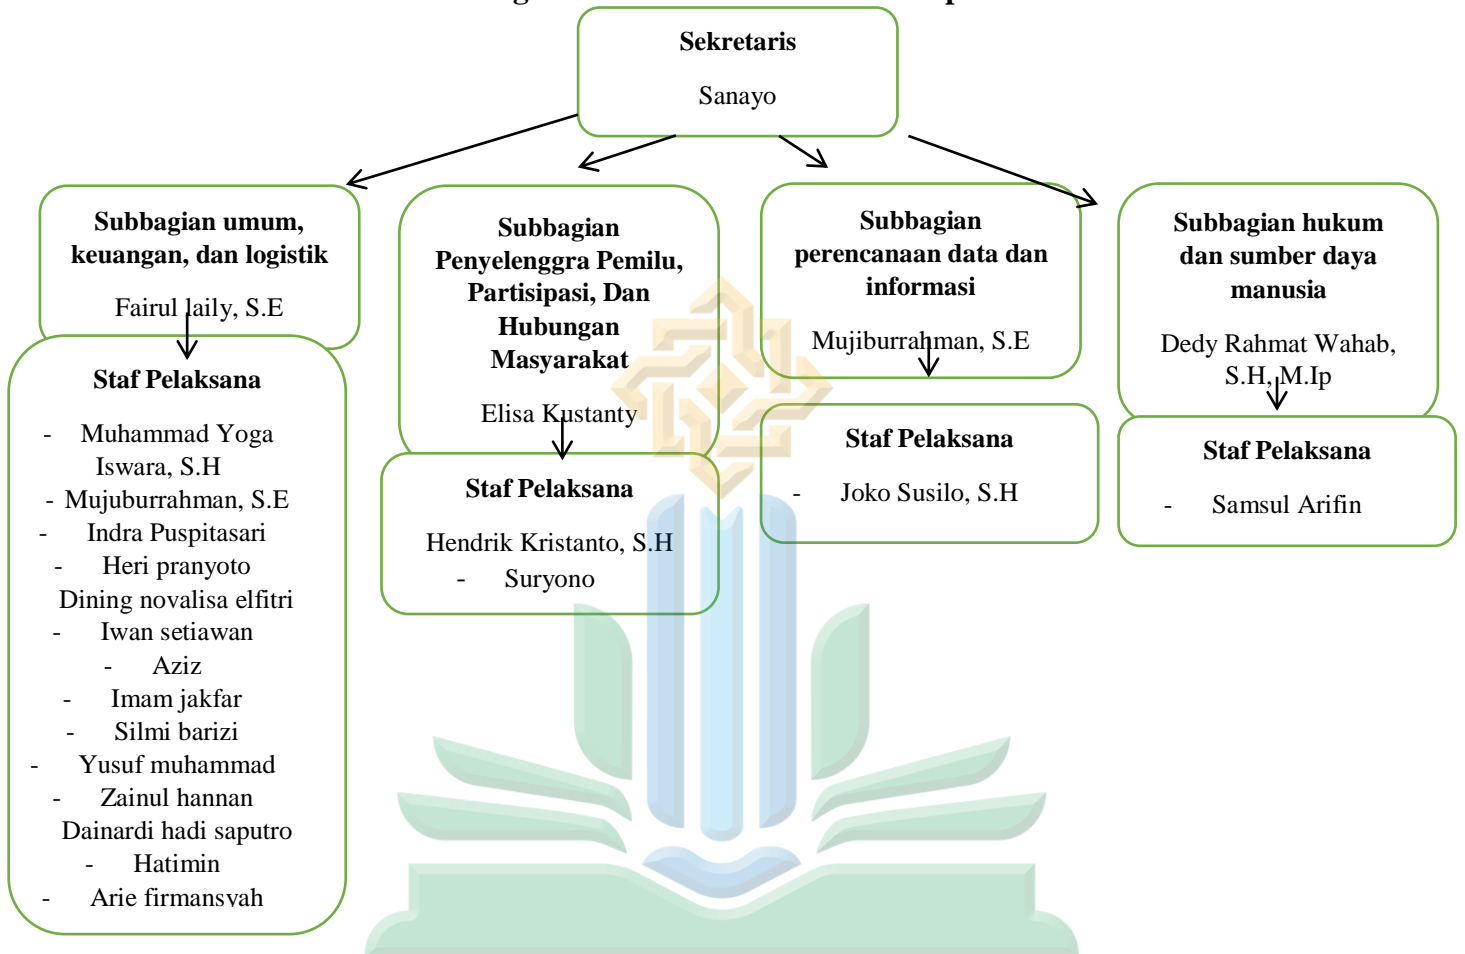 Sekretaris
Sanayo
Subbagian umum,
keuangan, dan logistik
Fairul laily, S.E
Staf Pelaksana
- Muhammad Yoga
Iswara, S.H
- Mujuburrahman, S.E
- Indra Puspitasari
- Heri pranyoto
Dining novalisa elfitri
- Iwan setiawan
- Aziz
- Imam jakfar
- Silmi barizi
- Yusuf muhammad
- Zainul hannan
Dainardi hadi saputro
- Hatimin
- Arie firmansyah
Subbagian
Penyelenggra Pemilu,
Partisipasi, Dan
Hubungan
Masyarakat
Elisa Kustanty
Staf Pelaksana
Hendrik Kristanto, S.H
- Suryono
Subbagian
perencanaan data dan
informasi
Mujiburrahman, S.E
Staf Pelaksana
- Joko Susilo, S.H
Subbagian hukum
dan sumber daya
manusia
Dedy Rahmat Wahab,
S.H, M.Ip
Staf Pelaksana
- Samsul Arifin